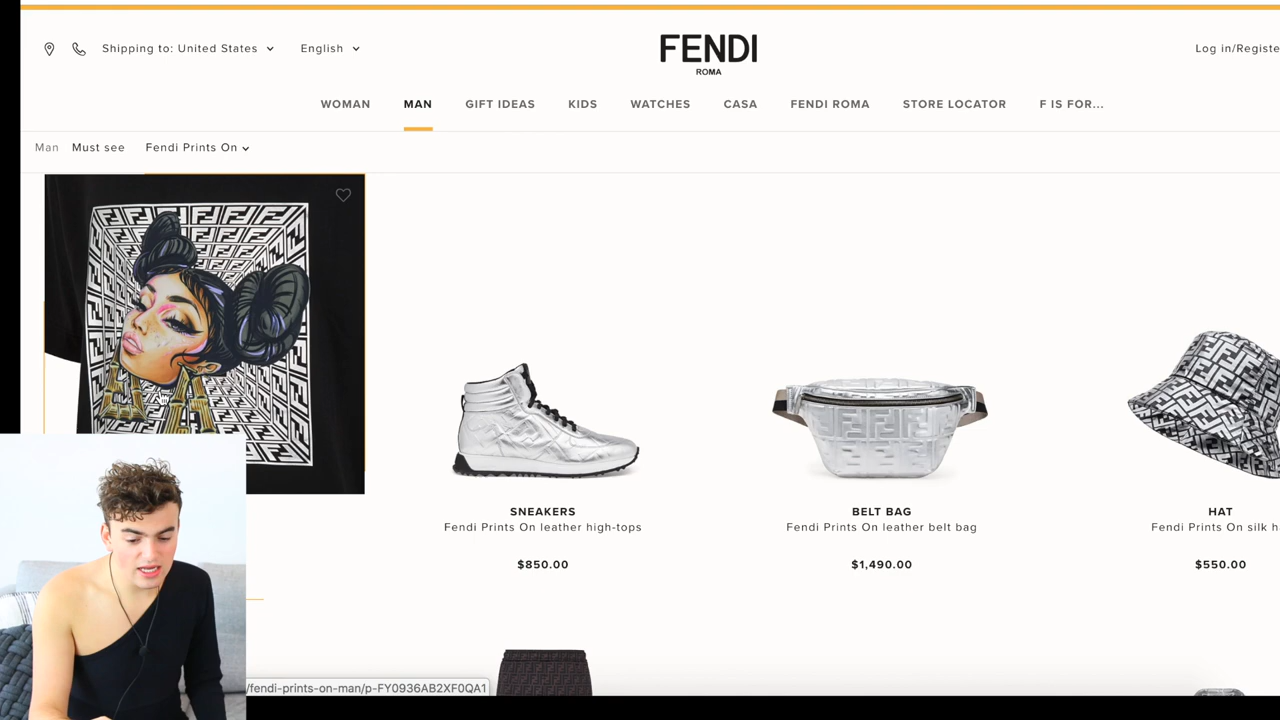 Shipping to: United States
English
FENDI
ROMA
Log in/Registe
WOMAN
MAN
GIFT IDEAS
KIDS
WATCHES
CASA
FENDI ROMA
STORE LOCATOR
F IS FOR...
Man
Must see
Fendi Prints On
SNEAKERS
Fendi Prints On leather high-tops
$850.00
BELT BAG
Fendi Prints On leather belt bag
$1,490.00
HAT
Fendi Prints On silk h
$550.00
/fendi-prints-on-man/p-FY0936AB2XF0QA1